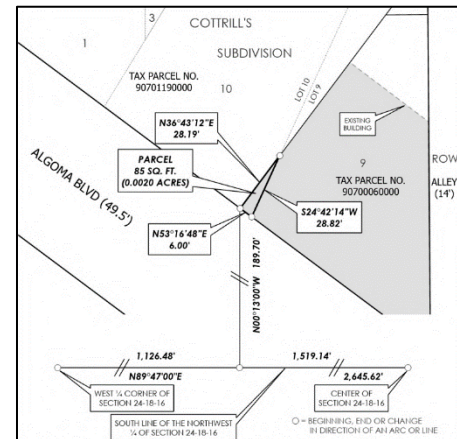 COTTRILL'S
3
1
SUBDIVISION
TAX PARCEL NO.
90701190000
10
LOT 10
LOT 9
N36°43'12"E
28.19'
EXISTING
BUILDING
PARCEL
85 SQ. FT.
(0.0020 ACRES)
9
TAX PARCEL NO.
90700060000
ROW
ALLEY
(14')
ALGOMA BLVD (49.5')
S24°42'14"W
28.82'
N53°16'48"E
6.00'
N00°13'00"W 189.70'
1,126.48'
1,519.14'
N89°47'00"E
2,645.62'
WEST ¼ CORNER OF
SECTION 24-18-16
CENTER OF
SECTION 24-18-16
SOUTH LINE OF THE NORTHWEST
¼ OF SECTION 24-18-16
O = BEGINNING, END OR CHANGE
IN DIRECTION OF AN ARC OR LINE